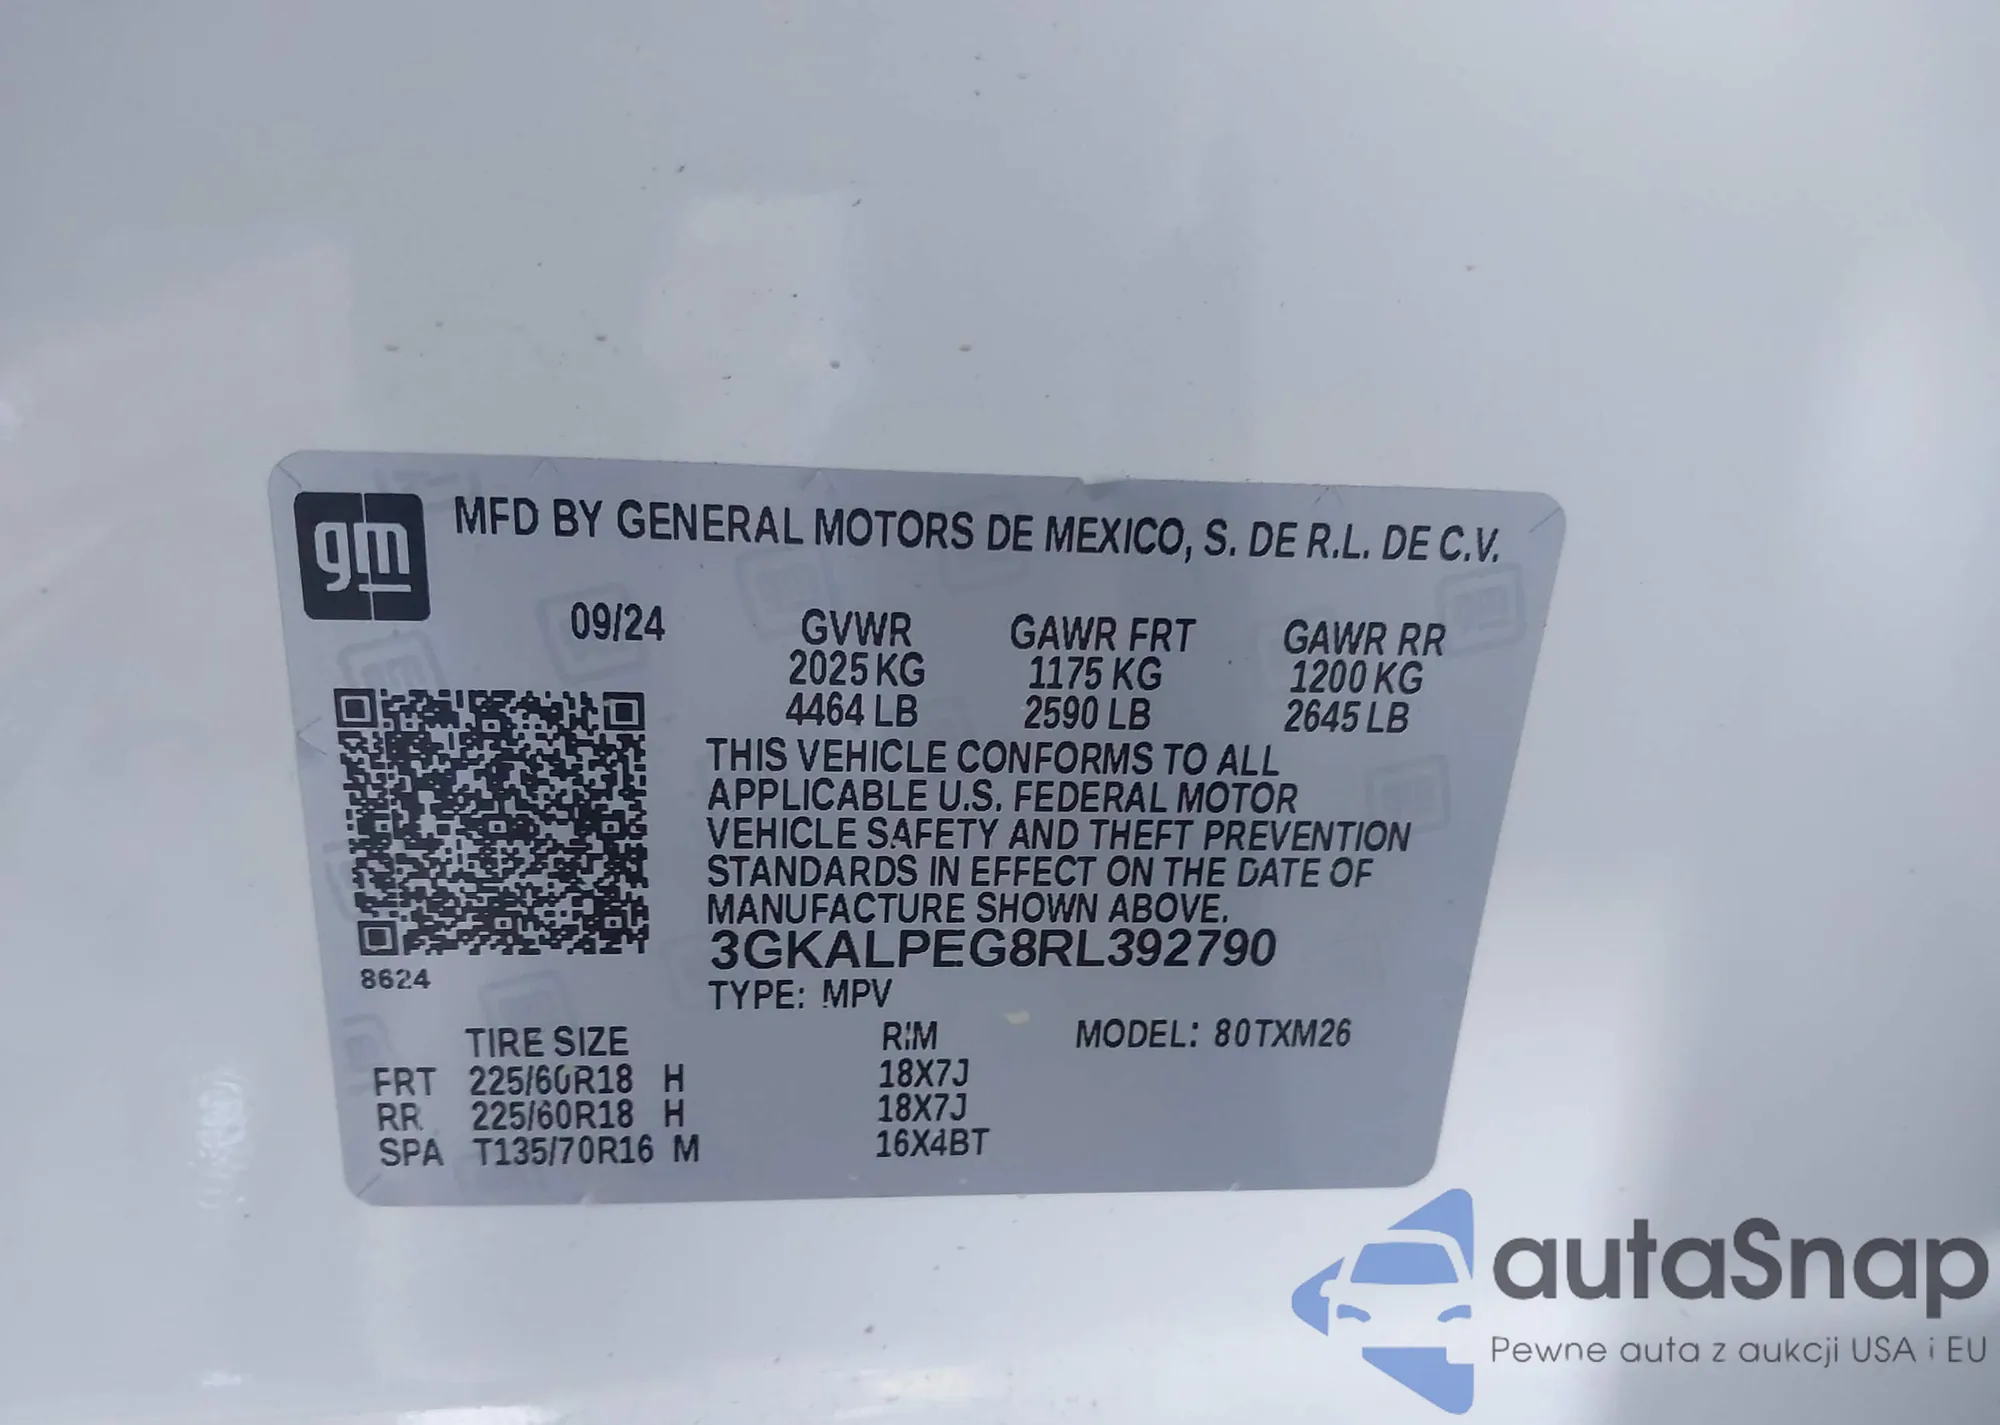 gm
MFD BY GENERAL MOTORS DE MEXICO, S. DE R.L. DE C.V.
09/24 GVWR GAWR FRT GAWR RR
2025 KG 1175 KG 1200 KG
4464 LB 2590 LB 2645 LB
THIS VEHICLE CONFORMS TO ALL
APPLICABLE U.S. FEDERAL MOTOR
VEHICLE SAFETY AND THEFT PREVENTION
STANDARDS IN EFFECT ON THE DATE OF
MANUFACTURE SHOWN ABOVE.
3GKALPEG8RL392790
8624
TYPE: MPV
TIRE SIZE RIM MODEL: 80TXM26
FRT 225/60R18 H 18X7J
RR 225/60R18 H 18X7J
SPA T135/70R16 M 16X4BT
autaSnap
Pewne auta z aukcji USA i EU